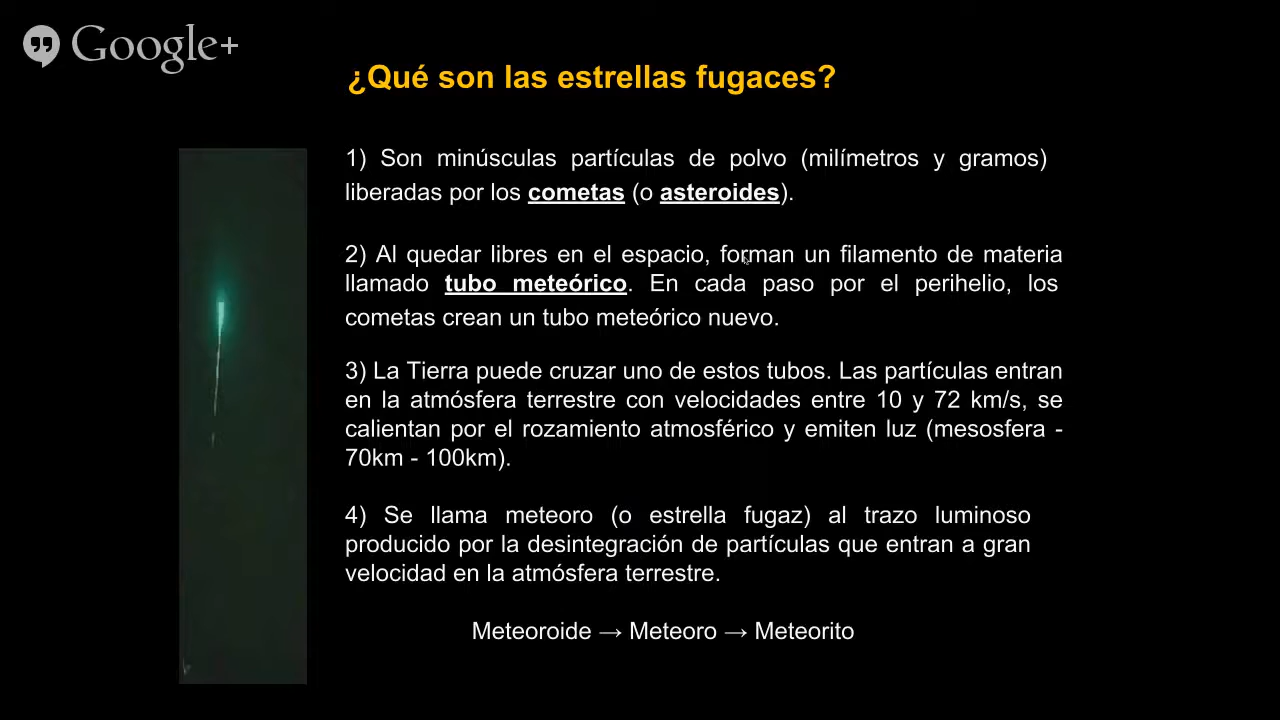 Google+
¿Qué son las estrellas fugaces?
1) Son minúsculas partículas de polvo (milímetros y gramos)
liberadas por los cometas (o asteroides).
2) Al quedar libres en el espacio, forman un filamento de materia
llamado tubo meteórico. En cada paso por el perihelio, los
cometas crean un tubo meteórico nuevo.
3) La Tierra puede cruzar uno de estos tubos. Las partículas entran
en la atmósfera terrestre con velocidades entre 10 y 72 km/s, se
calientan por el rozamiento atmosférico y emiten luz (mesosfera -
70km - 100km).
4) Se llama meteoro (o estrella fugaz) al trazo luminoso
producido por la desintegración de partículas que entran a gran
velocidad en la atmósfera terrestre.
Meteoroide → Meteoro → Meteorito